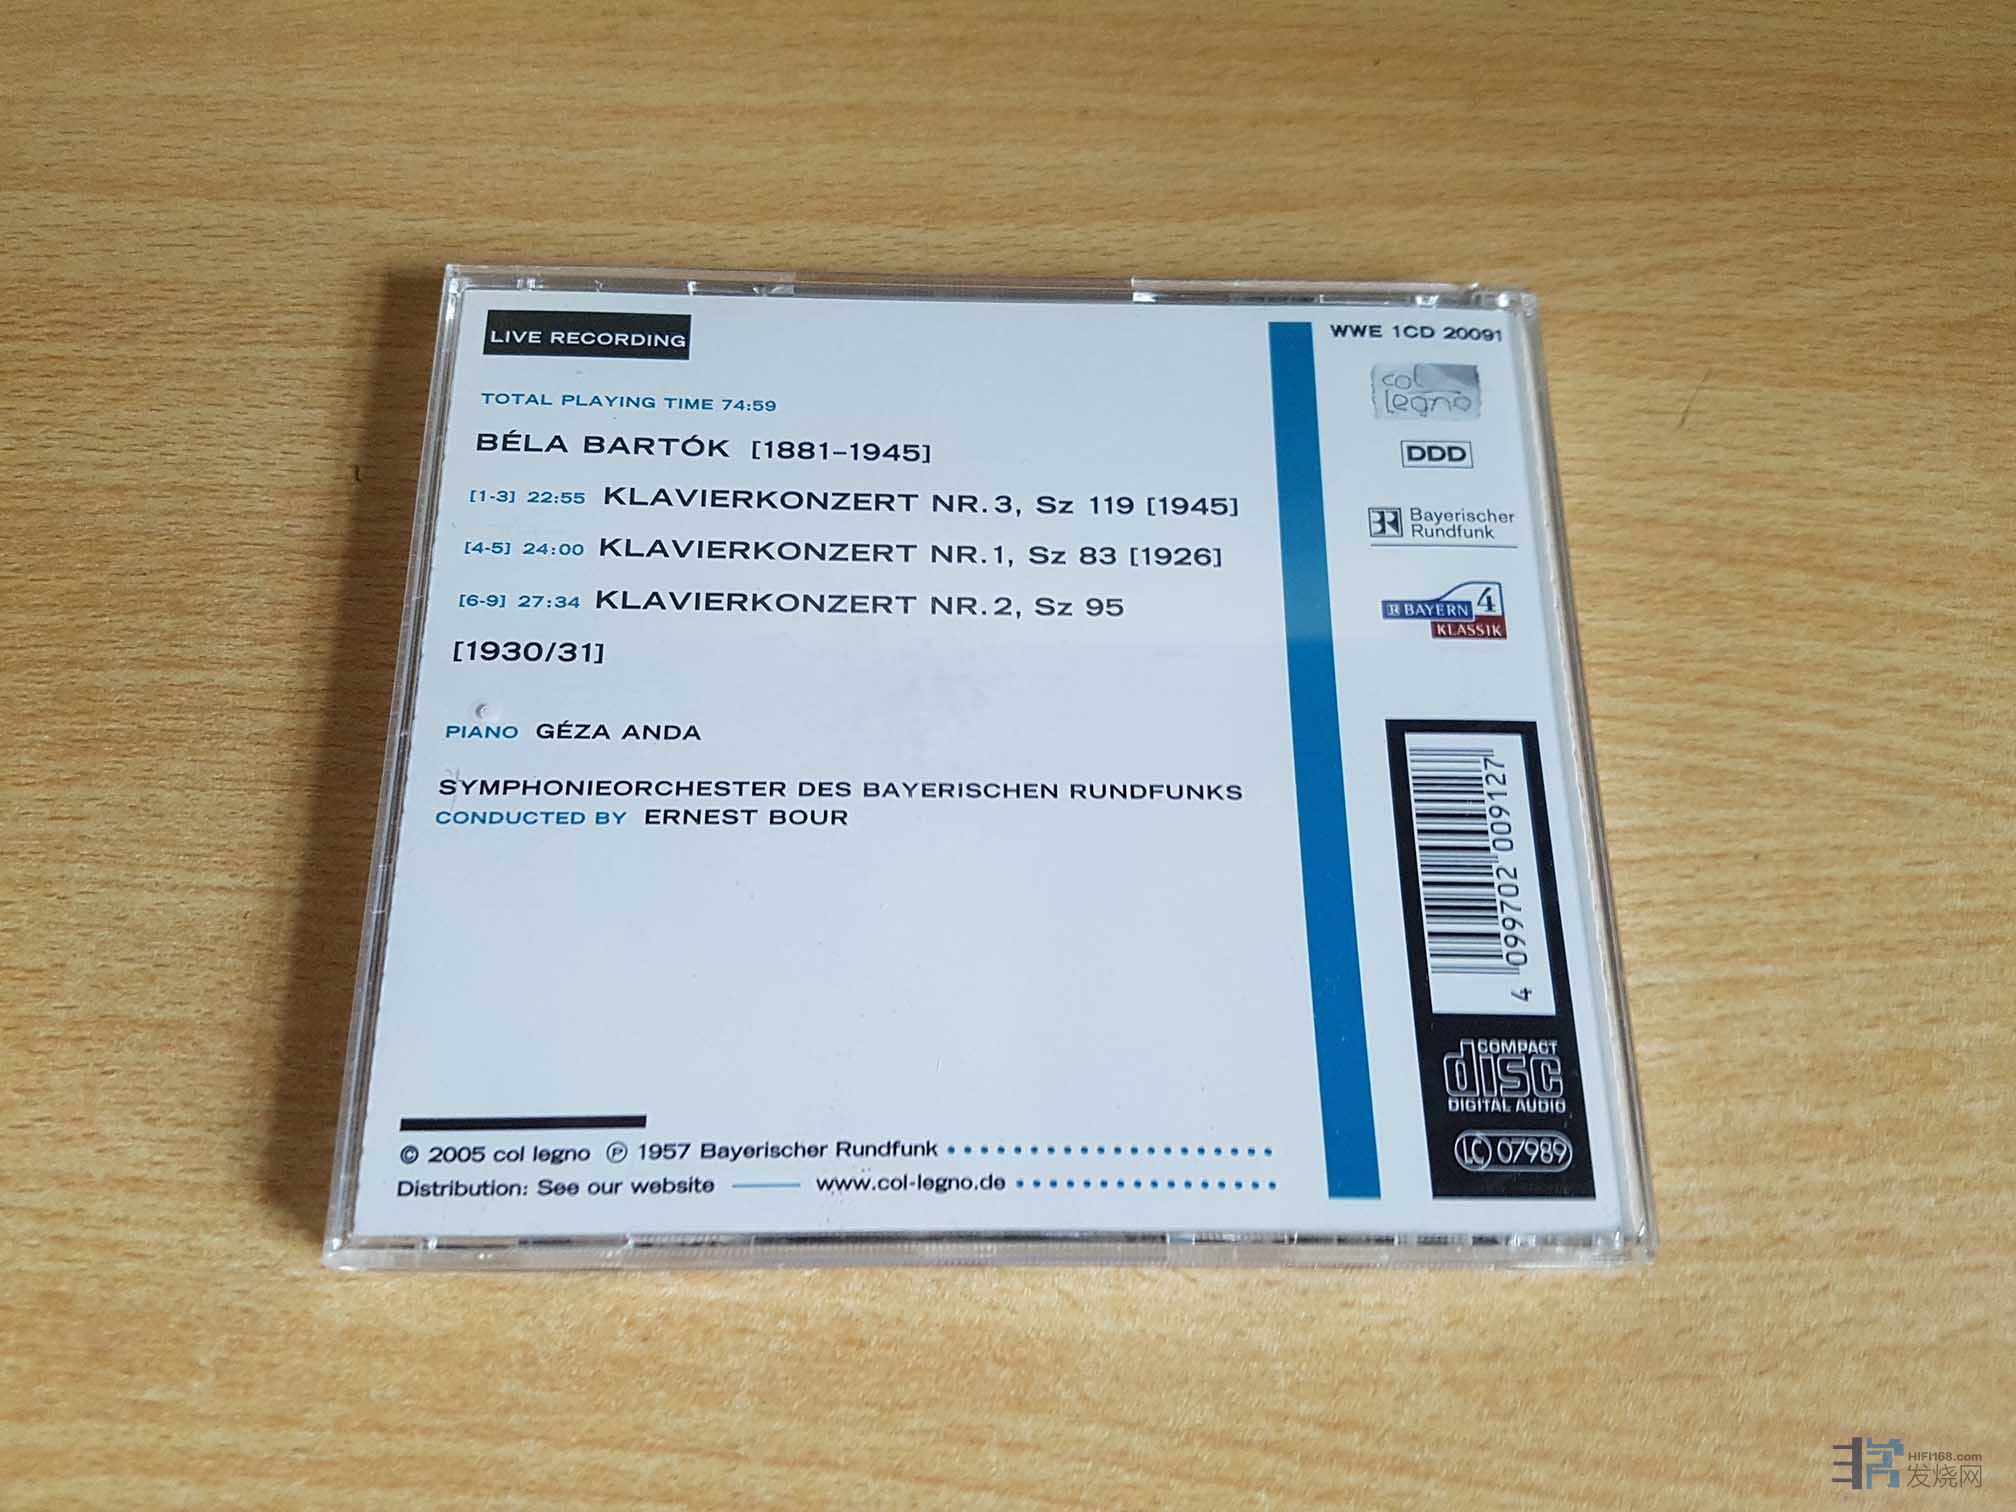 LIVE RECORDING
TOTAL PLAYING TIME 74:59
BÉLA BARTÓK [1881–1945]
[1-3] 22:55 KLAVIERKONZERT NR.3, Sz 119 [1945]
[4-5] 24:00 KLAVIERKONZERT NR.1, Sz 83 [1926]
[6-9] 27:34 KLAVIERKONZERT NR.2, Sz 95
[1930/31]
PIANO GÉZA ANDA
SYMPHONIEORCHESTER DES BAYERISCHEN RUNDFUNKS
CONDUCTED BY ERNEST BOUR
© 2005 col legno ℗ 1957 Bayerischer Rundfunk
Distribution: See our website www.col-legno.de
WWE 1CD 20091
col
legno
DDD
BR Bayerischer
Rundfunk
BR BAYERN 4
KLASSIK
4 099702 009127
COMPACT
disc
DIGITAL AUDIO
LC 07989
HIFI168.com
发烧网